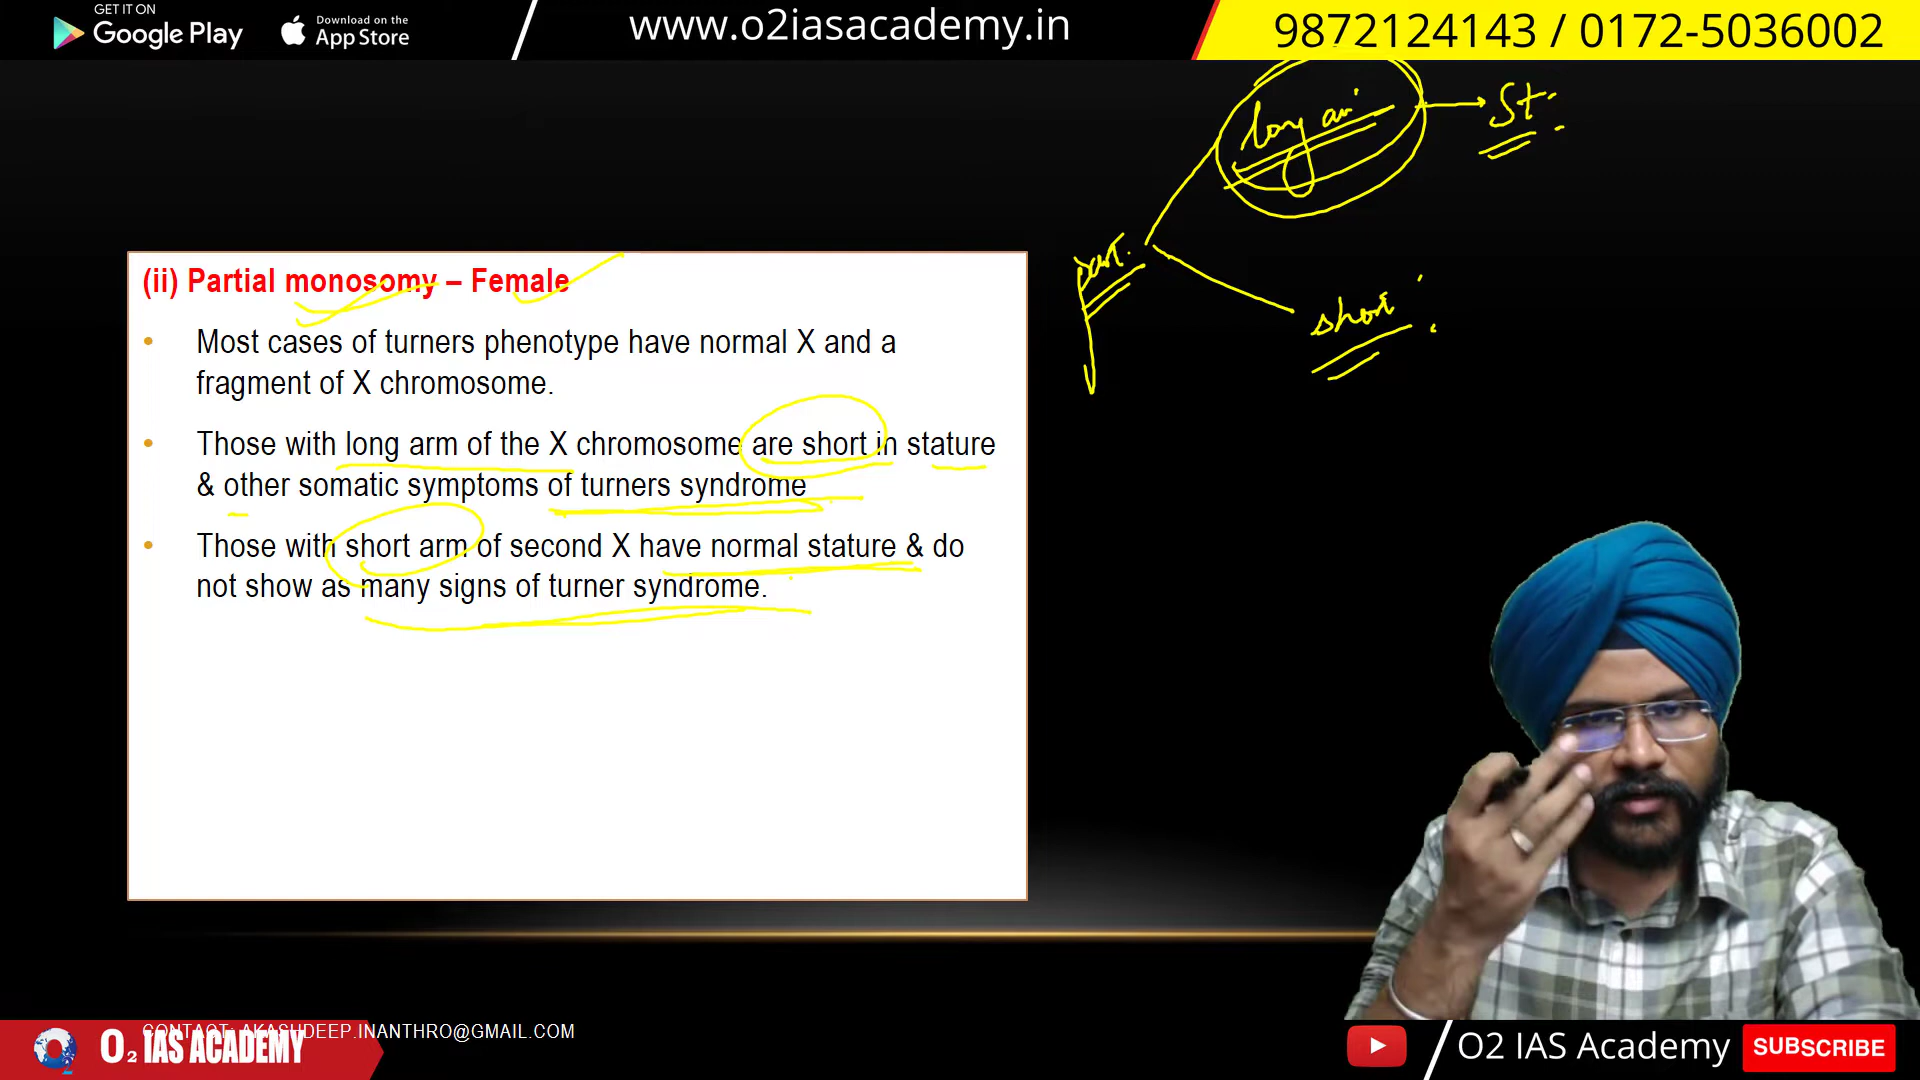 GET IT ON
Google Play
Download on the
App Store
www.o2iasacademy.in
9872124143 / 0172-5036002
long ar
St.
part.
short
(ii) Partial monosomy – Female
• Most cases of turners phenotype have normal X and a
fragment of X chromosome.
• Those with long arm of the X chromosome are short in stature
& other somatic symptoms of turners syndrome
• Those with short arm of second X have normal stature & do
not show as many signs of turner syndrome.
CONTACT: AKASHDEEP.INANTHRO@GMAIL.COM
O2 IAS ACADEMY
O2 IAS Academy
SUBSCRIBE